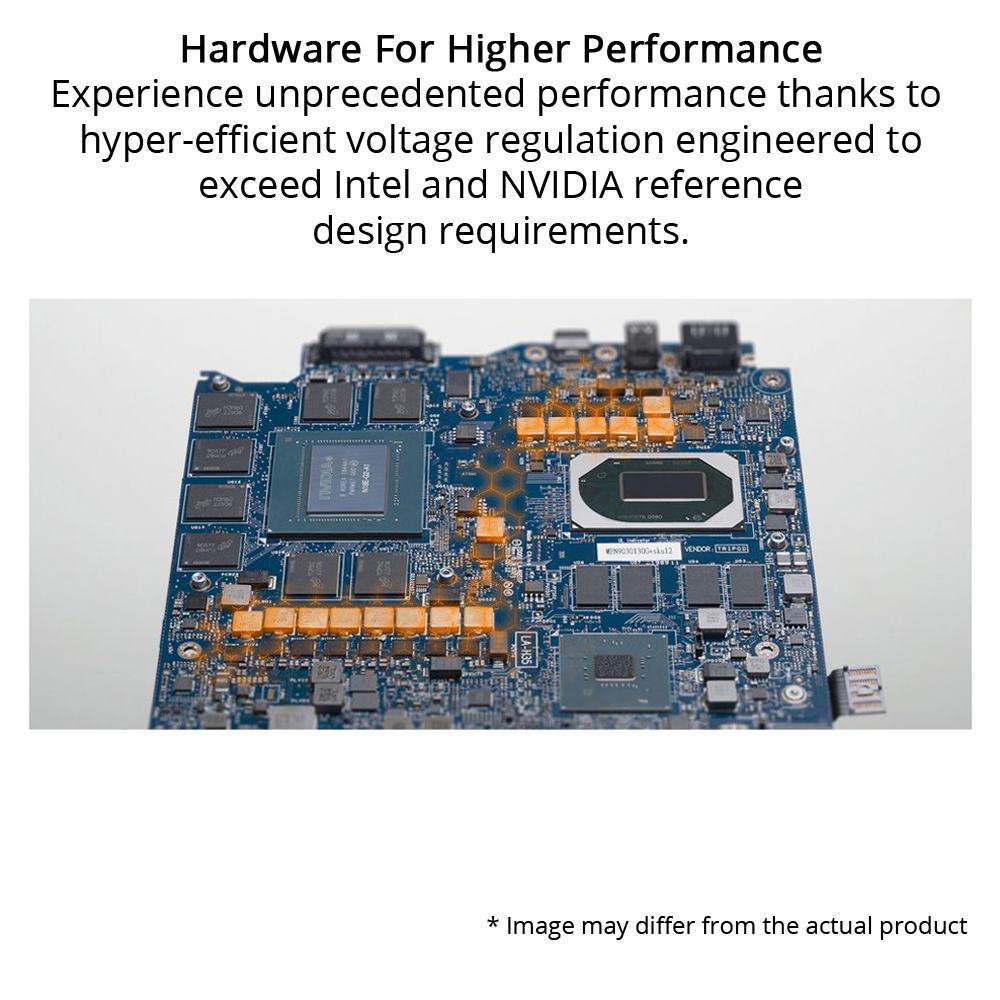 Hardware For Higher Performance
Experience unprecedented performance thanks to
hyper-efficient voltage regulation engineered to
exceed Intel and NVIDIA reference
design requirements.
NVIDIA
VENDOR: TRIPOD
LA-H35
* Image may differ from the actual product